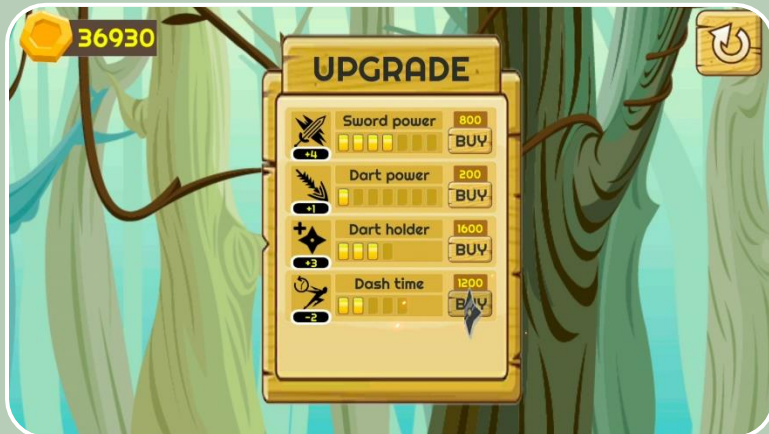 36930
UPGRADE
Sword power 800
+4 BUY
Dart power 200
+1 BUY
Dart holder 1600
+3 BUY
Dash time 1200
-2 BUY